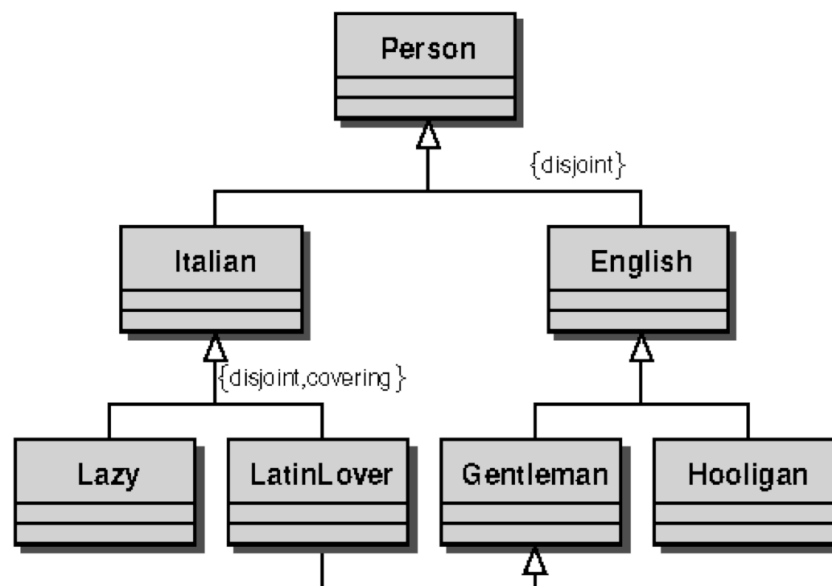 Person
{disjoint}
Italian
English
{disjoint,covering}
Lazy
LatinLover
Gentleman
Hooligan